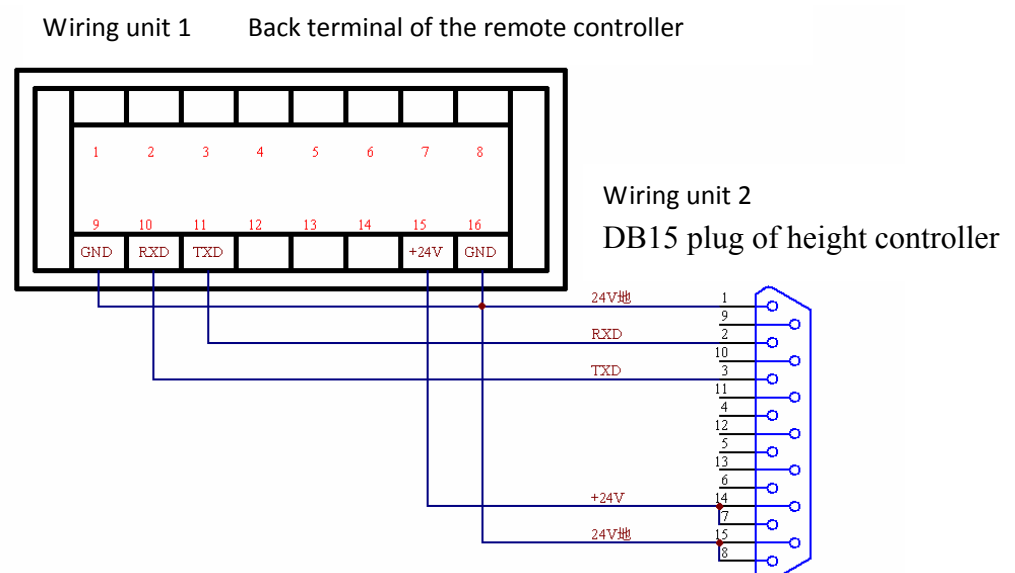 Wiring unit 1 Back terminal of the remote controller
1 2 3 4 5 6 7 8
9 10 11 12 13 14 15 16
GND RXD TXD +24V GND
Wiring unit 2
DB15 plug of height controller
24V地 1
9
RXD 2
10
TXD 3
11
4
12
5
13
6
+24V 14
7
24V地 15
8